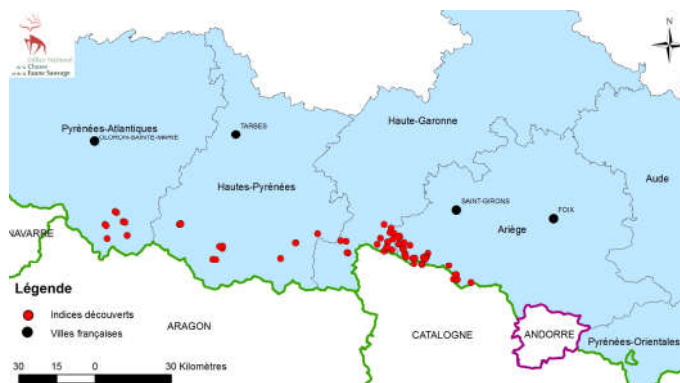 Office National
de la Chasse
et de la Faune Sauvage
N
Pyrénées-Atlantiques
OLORON-SAINTE-MARIE
TARBES
Haute-Garonne
Aude
Hautes-Pyrénées
SAINT-GIRONS
FOIX
Ariège
NAVARRE
Légende
Indices découverts
Villes françaises
ARAGON
CATALOGNE
ANDORRE
Pyrénées-Orientales
30 15 0 30 Kilomètres